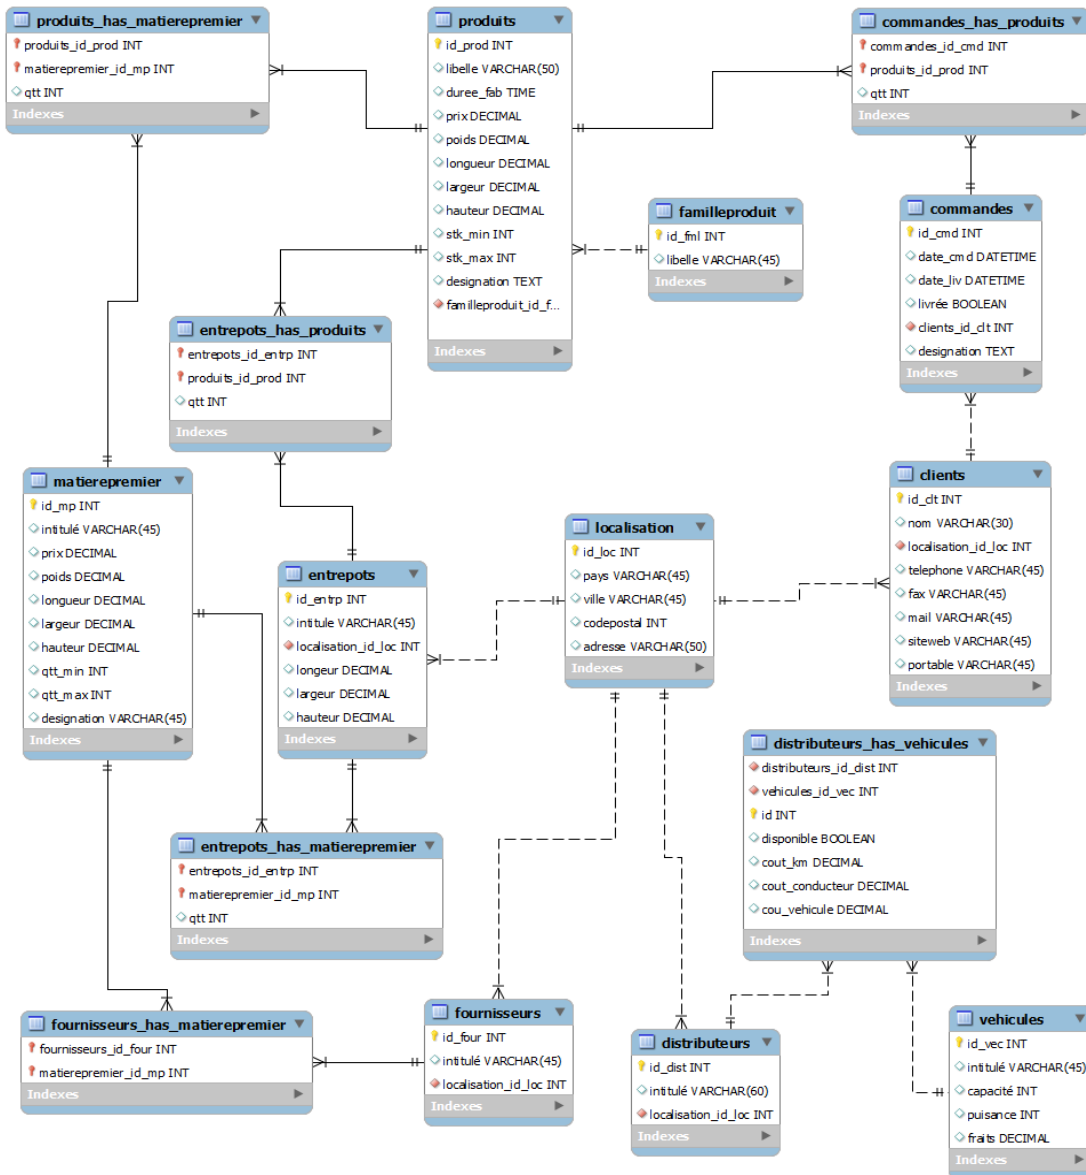 produits_has_matierepremier
produits_id_prod INT
matierepremier_id_mp INT
qtt INT
Indexes
produits
id_prod INT
libelle VARCHAR(50)
duree_fab TIME
prix DECIMAL
poids DECIMAL
longueur DECIMAL
largeur DECIMAL
hauteur DECIMAL
stk_min INT
stk_max INT
designation TEXT
familleproduit_id_f...
Indexes
commandes_has_produits
commandes_id_cmd INT
produits_id_prod INT
qtt INT
Indexes
familleproduit
id_fml INT
libelle VARCHAR(45)
Indexes
commandes
id_cmd INT
date_cmd DATETIME
date_liv DATETIME
livrée BOOLEAN
clients_id_clt INT
designation TEXT
Indexes
entrepots_has_produits
entrepots_id_entrp INT
produits_id_prod INT
qtt INT
Indexes
matierepremier
id_mp INT
intitulé VARCHAR(45)
prix DECIMAL
poids DECIMAL
longueur DECIMAL
largeur DECIMAL
hauteur DECIMAL
qtt_min INT
qtt_max INT
designation VARCHAR(45)
Indexes
entrepots
id_entrp INT
intitule VARCHAR(45)
localisation_id_loc INT
longeur DECIMAL
largeur DECIMAL
hauteur DECIMAL
Indexes
localisation
id_loc INT
pays VARCHAR(45)
ville VARCHAR(45)
codepostal INT
adresse VARCHAR(50)
Indexes
clients
id_clt INT
nom VARCHAR(30)
localisation_id_loc INT
telephone VARCHAR(45)
fax VARCHAR(45)
mail VARCHAR(45)
siteweb VARCHAR(45)
portable VARCHAR(45)
Indexes
distributeurs_has_vehicules
distributeurs_id_dist INT
vehicules_id_vec INT
id INT
disponible BOOLEAN
cout_km DECIMAL
cout_conducteur DECIMAL
cou_vehicule DECIMAL
Indexes
entrepots_has_matierepremier
entrepots_id_entrp INT
matierepremier_id_mp INT
qtt INT
Indexes
fournisseurs_has_matierepremier
fournisseurs_id_four INT
matierepremier_id_mp INT
Indexes
fournisseurs
id_four INT
intitulé VARCHAR(45)
localisation_id_loc INT
Indexes
distributeurs
id_dist INT
intitulé VARCHAR(60)
localisation_id_loc INT
Indexes
vehicules
id_vec INT
intitulé VARCHAR(45)
capacité INT
puisance INT
fraits DECIMAL
Indexes